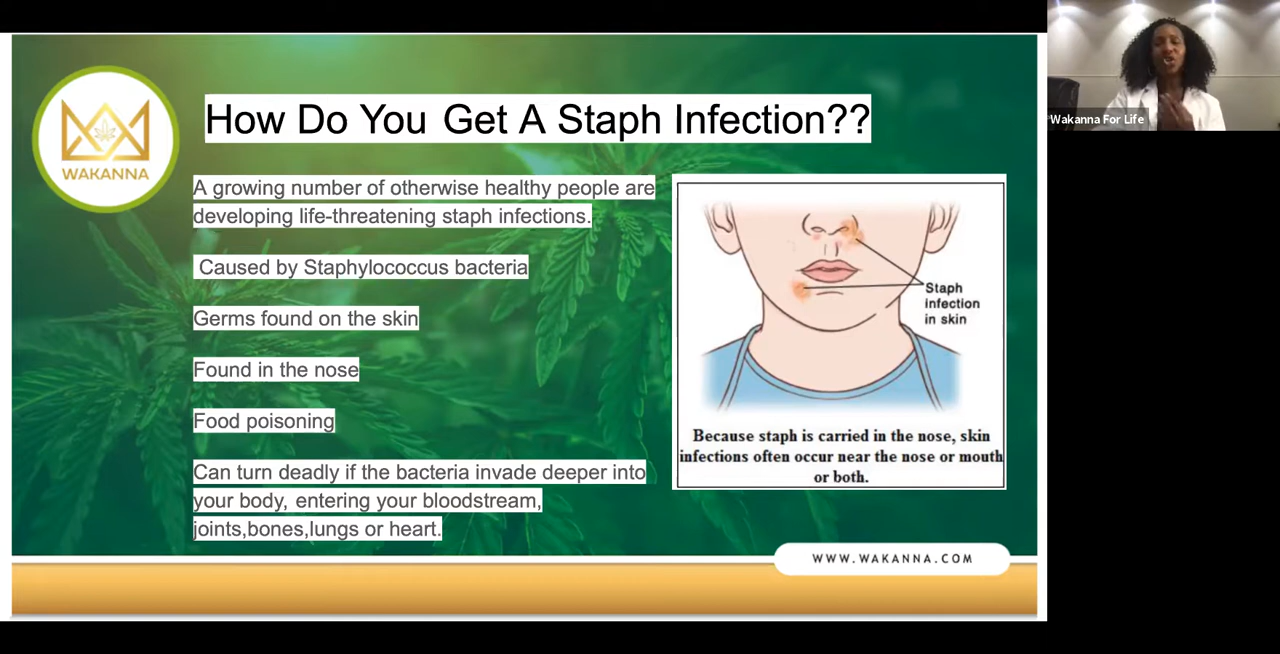 How Do You Get A Staph Infection??
WAKANNA
A growing number of otherwise healthy people are
developing life-threatening staph infections.
Caused by Staphylococcus bacteria
Germs found on the skin
Found in the nose
Food poisoning
Can turn deadly if the bacteria invade deeper into
your body, entering your bloodstream,
joints,bones,lungs or heart.
Staph
infection
in skin
Because staph is carried in the nose, skin
infections often occur near the nose or mouth
or both.
WWW.WAKANNA.COM
Wakanna For Life